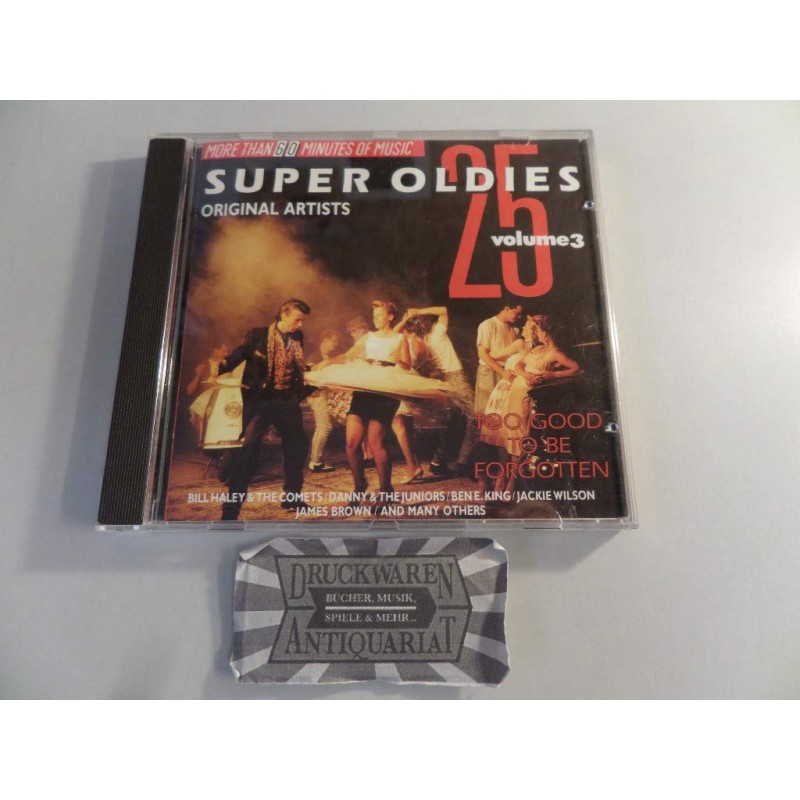 MORE THAN 60 MINUTES OF MUSIC
SUPER OLDIES
25
ORIGINAL ARTISTS
volume3
TOO GOOD
TO BE
FORGOTTEN
BILL HALEY & THE COMETS/DANNY & THE JUNIORS/BEN E. KING/JACKIE WILSON
JAMES BROWN/AND MANY OTHERS
DRUCKWAREN
BÜCHER, MUSIK,
SPIELE & MEHR...
ANTIQUARIAT